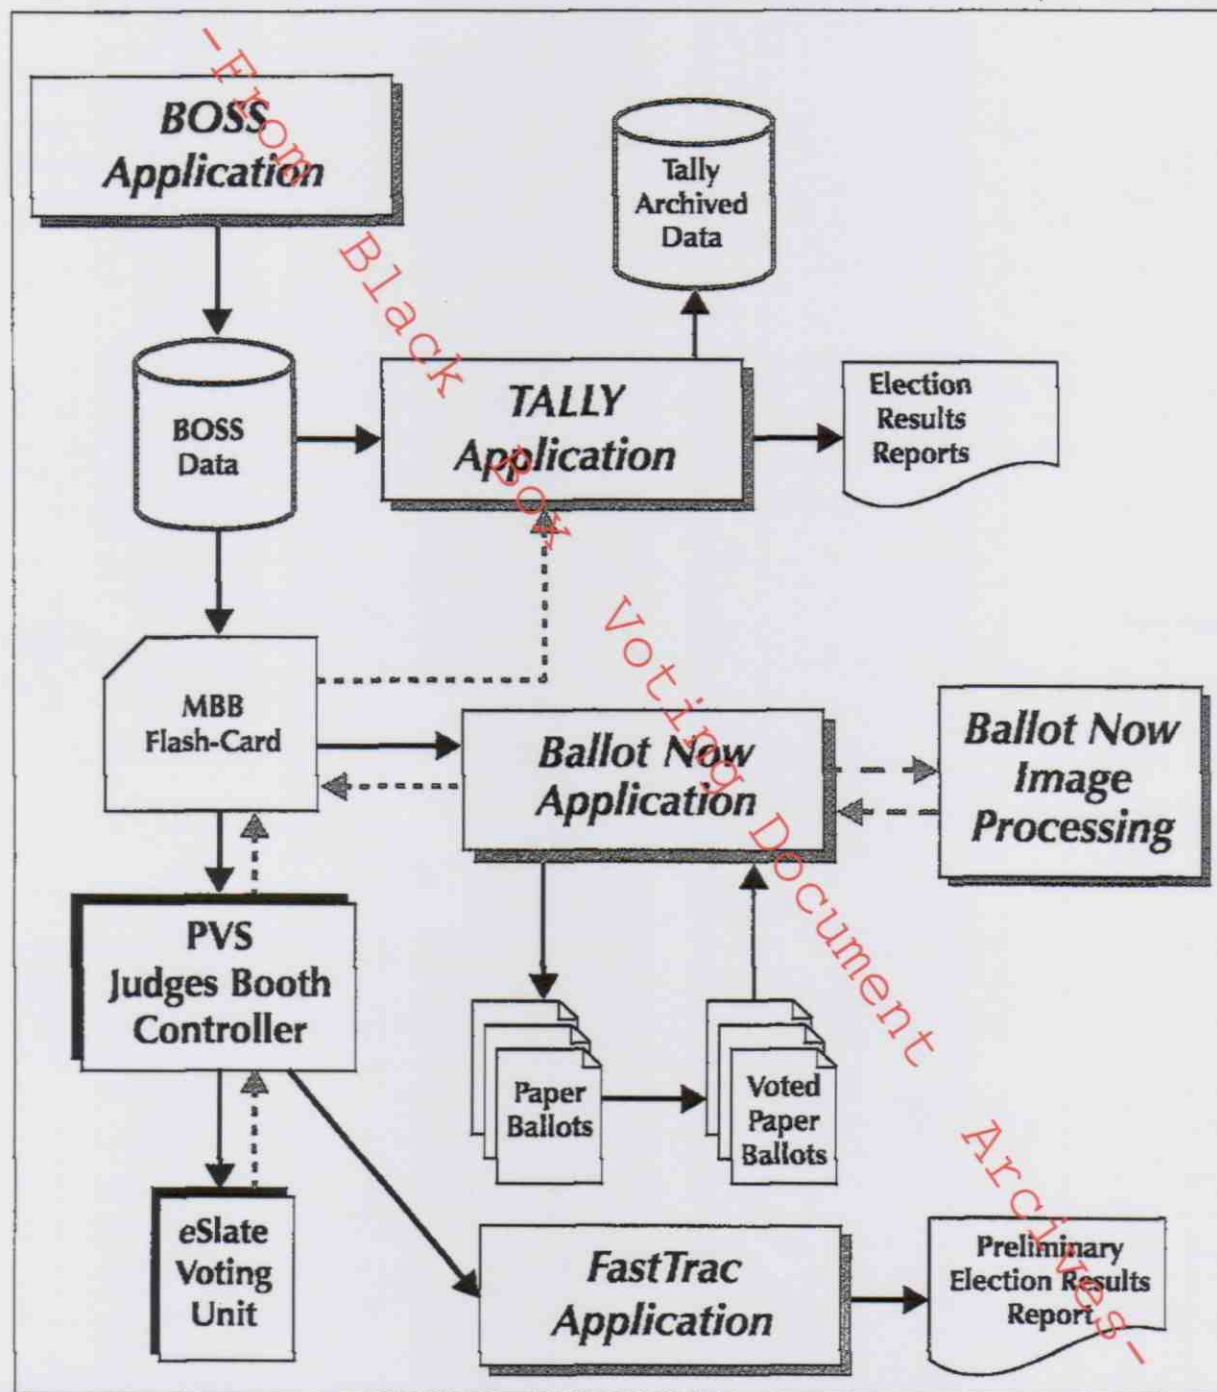 BOSS
Application
Tally
Archived
Data
BOSS
Data
TALLY
Application
Election
Results
Reports
MBB
Flash-Card
Ballot Now
Application
Ballot Now
Image
Processing
PVS
Judges Booth
Controller
Paper
Ballots
Voted
Paper
Ballots
eSlate
Voting
Unit
FastTrac
Application
Preliminary
Election Results
Report
-From Black Box Voting Document Archives-